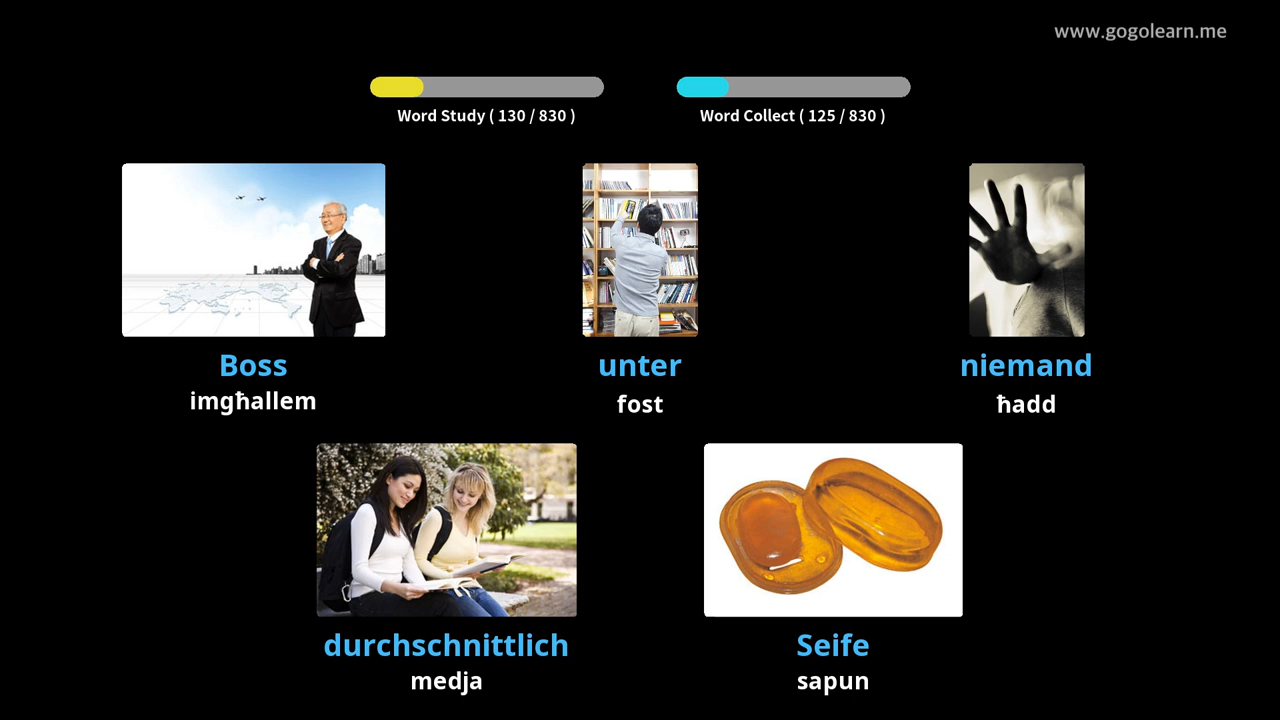 www.gogolearn.me
Word Study ( 130 / 830 )
Word Collect ( 125 / 830 )
Boss
imgħallem
unter
fost
niemand
ħadd
durchschnittlich
medja
Seife
sapun